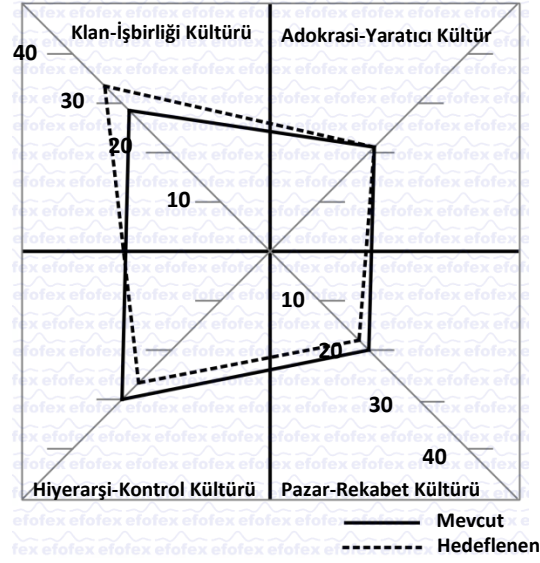 Klan-İşbirliği Kültürü
Adokrasi-Yaratıcı Kültür
40
30
20
10
10
20
30
40
Hiyerarşi-Kontrol Kültürü
Pazar-Rekabet Kültürü
Mevcut
Hedeflenen